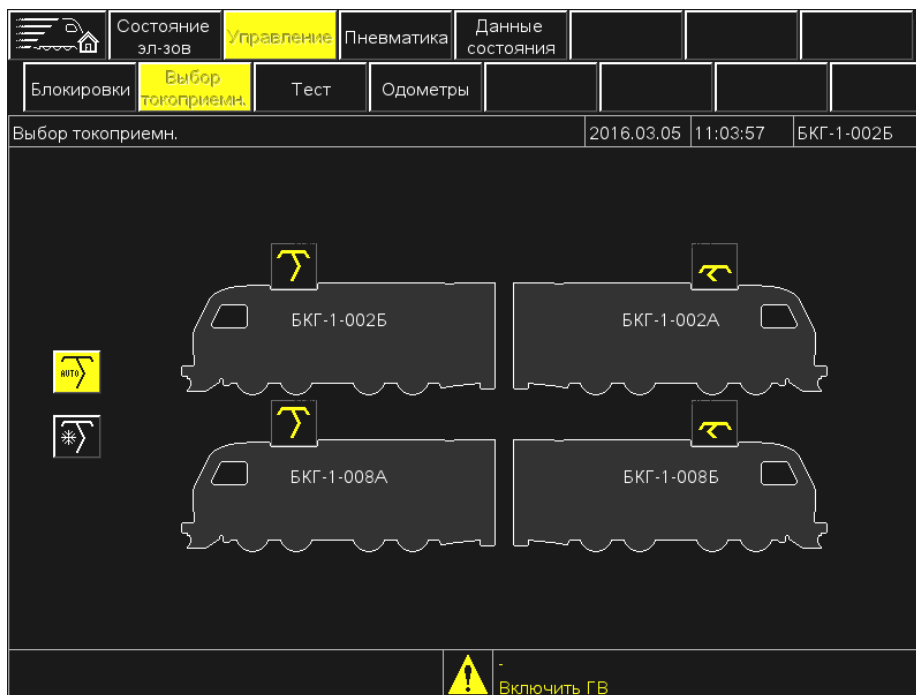 Состояние эл-зов
Управление
Пневматика
Данные состояния
Блокировки
Выбор токоприемн.
Тест
Одометры
Выбор токоприемн.
2016.03.05
11:03:57
БКГ-1-002Б
БКГ-1-002Б
БКГ-1-002А
AUTO
БКГ-1-008А
БКГ-1-008Б
-
Включить ГВ